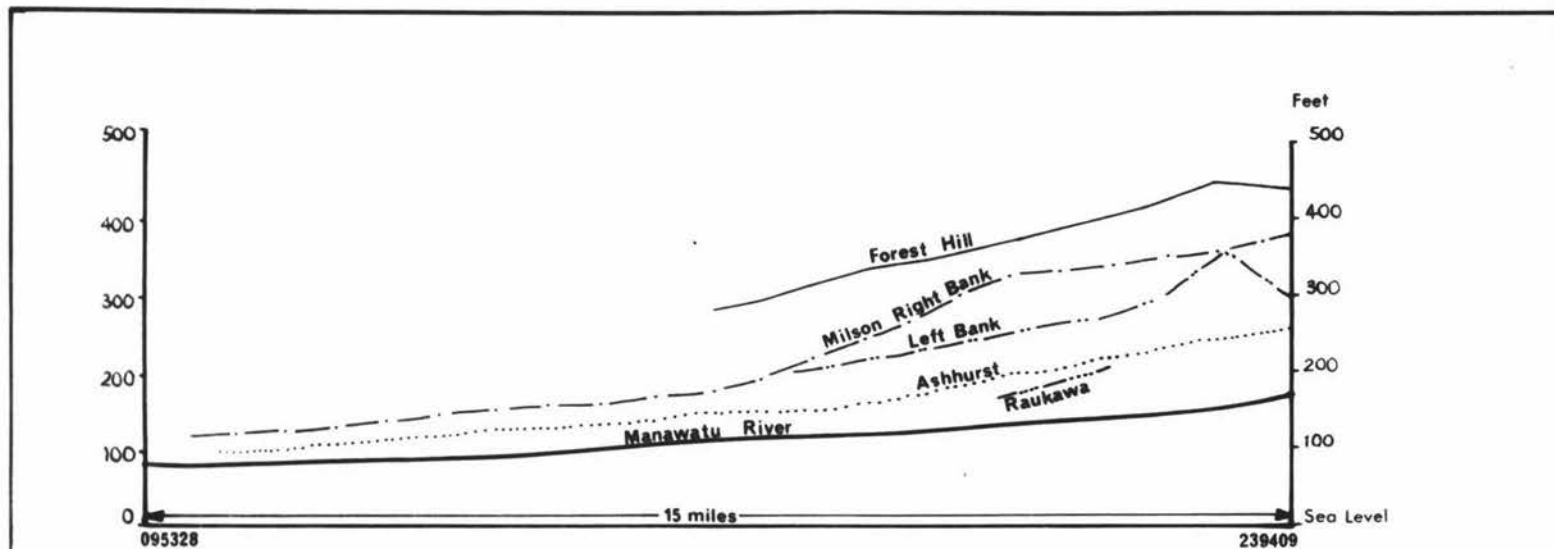 Feet
500
500
400
400
Forest Hill
Milson Right Bank
300
300
Left Bank
200
200
Ashhurst
Raukawa
Manawatu River
100
100
0
15 miles
Sea Level
095328
239409